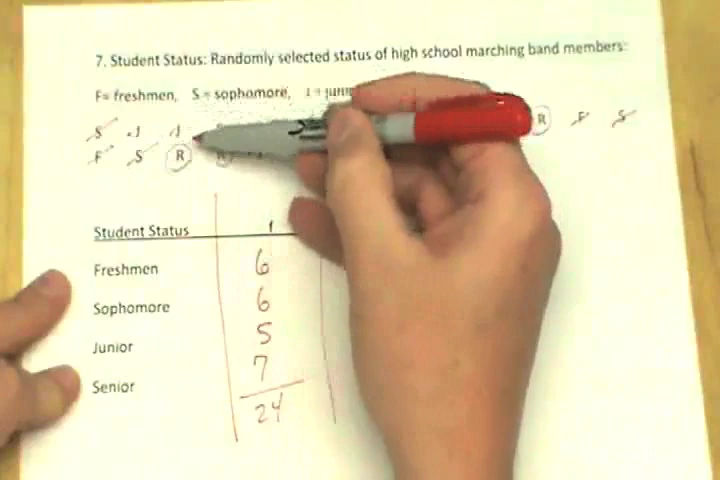 7. Student Status: Randomly selected status of high school marching band members:
F= freshmen, S = sophomore,
S J J R F S
F S R
Student Status f
Freshmen 6
Sophomore 6
Junior 5
Senior 7
24